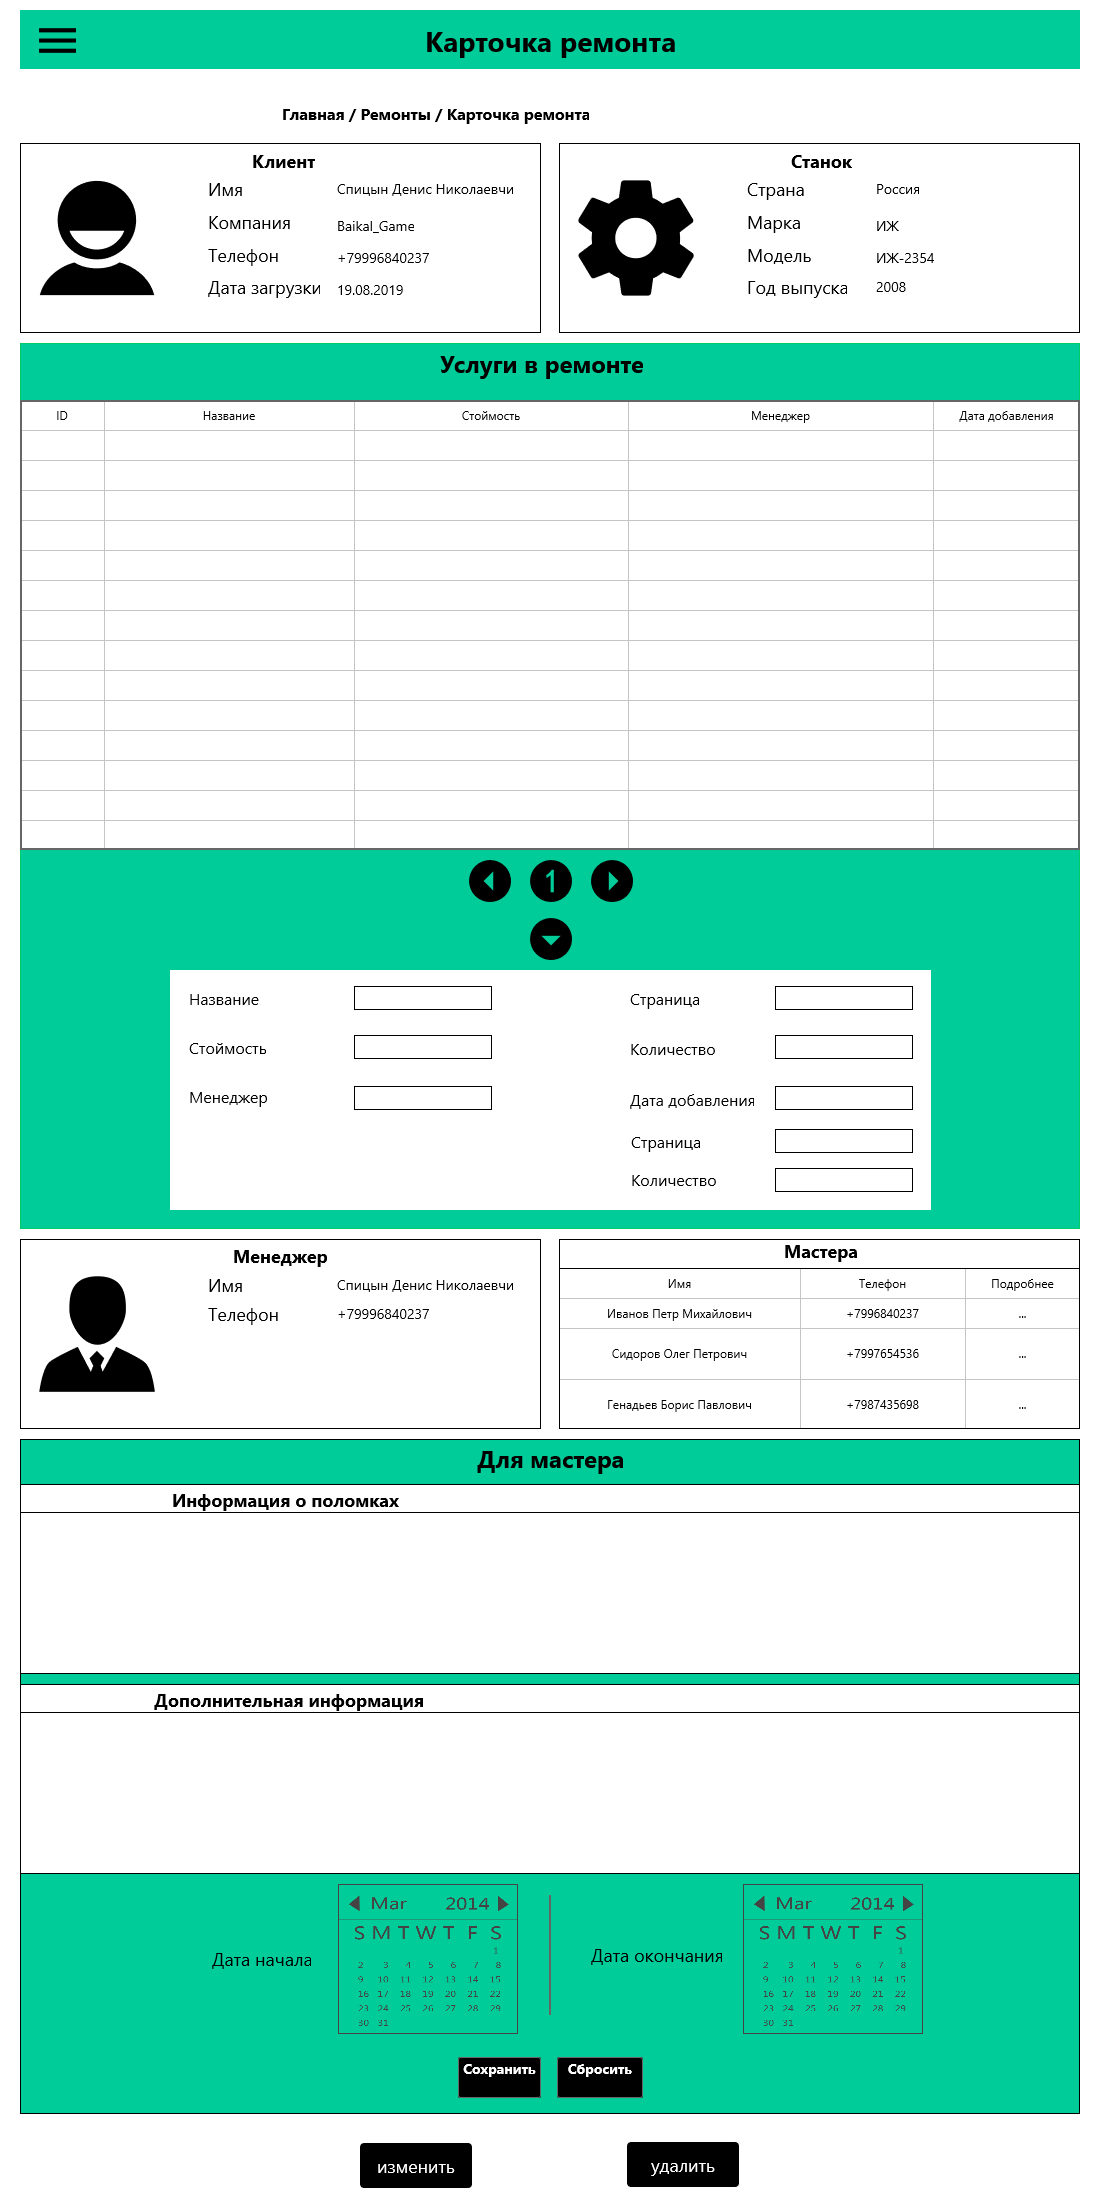 Карточка ремонта
Главная / Ремонты / Карточка ремонта
Клиент
Имя Спицын Денис Николаевчи
Компания Baikal_Game
Телефон +79996840237
Дата загрузки 19.08.2019
Станок
Страна Россия
Марка ИЖ
Модель ИЖ-2354
Год выпуска 2008
Услуги в ремонте
ID Название Стоймость Менеджер Дата добавления
1
Название Страница
Стоймость Количество
Менеджер Дата добавления
Страница
Количество
Менеджер
Имя Спицын Денис Николаевчи
Телефон +79996840237
Мастера
Имя Телефон Подробнее
Иванов Петр Михайлович +7996840237 ...
Сидоров Олег Петрович +7997654536 ...
Генадьев Борис Павлович +7987435698 ...
Для мастера
Информация о поломках
Дополнительная информация
Дата начала
Mar 2014
S M T W T F S
1
2 3 4 5 6 7 8
9 10 11 12 13 14 15
16 17 18 19 20 21 22
23 24 25 26 27 28 29
30 31
Дата окончания
Mar 2014
S M T W T F S
1
2 3 4 5 6 7 8
9 10 11 12 13 14 15
16 17 18 19 20 21 22
23 24 25 26 27 28 29
30 31
Сохранить Сбросить
изменить удалить